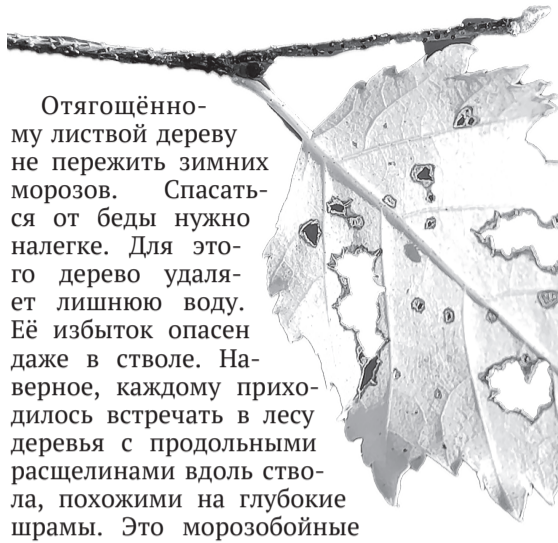 Отягощённо-
му листвой дереву
не пережить зимних
морозов. Спасать-
ся от беды нужно
налегке. Для это-
го дерево удаля-
ет лишнюю воду.
Её избыток опасен
даже в стволе. На-
верное, каждому прихо-
дилось встречать в лесу
деревья с продольными
расщелинами вдоль ство-
ла, похожими на глубокие
шрамы. Это морозобойные